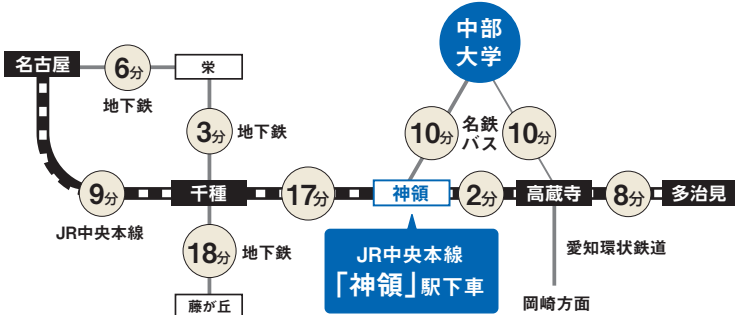 中部
大学
名古屋
6分
栄
地下鉄
3分
地下鉄
10分
名鉄
バス
10分
9分
千種
17分
神領
2分
高蔵寺
8分
多治見
JR中央本線
18分
地下鉄
JR中央本線
「神領」駅下車
愛知環状鉄道
藤が丘
岡崎方面